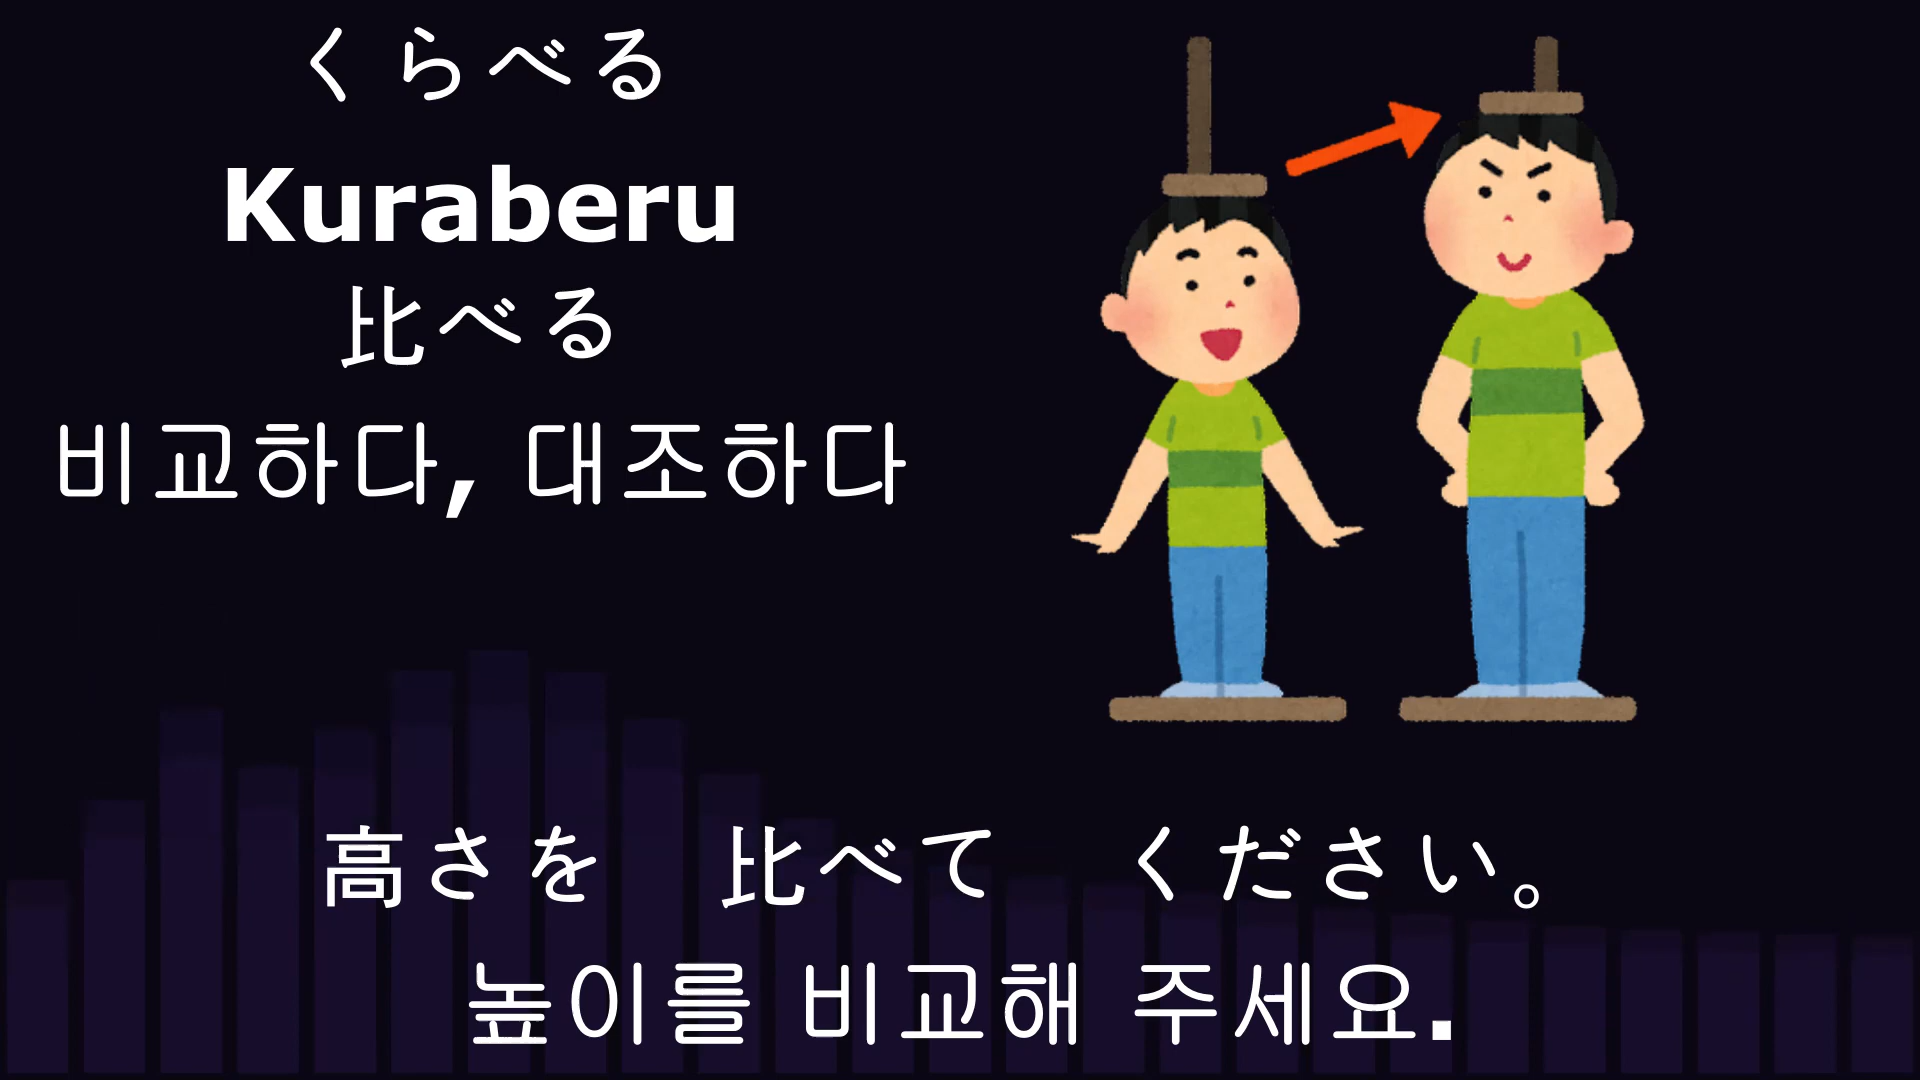 くらべる
Kuraberu
比べる
비교하다, 대조하다
高さを　比べて　ください。
높이를 비교해 주세요.